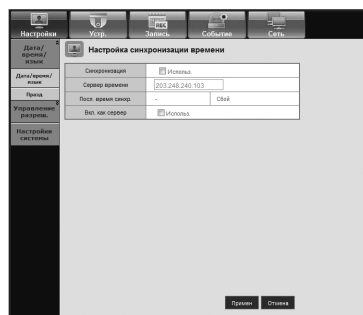 Настройки Устр. Запись Событие Сеть
REC
Дата/
время/
язык
Дата/время/
язык
Празд
Управление
разреш.
Настройки
системы
Настройка синхронизации времени
Синхронизация Использ.
Сервер времени 203.248.240.103
Посл. время синхр. - Сбой
Вкл. как сервер Использ.
Примен Отмена